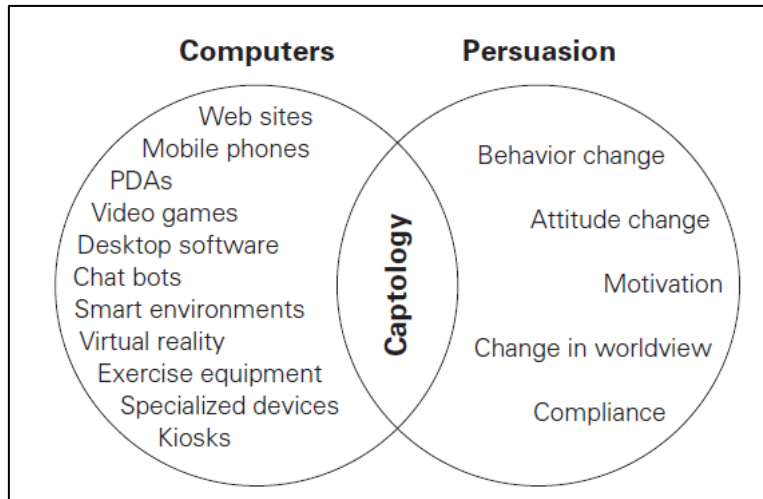 Computers
Persuasion
Web sites
Mobile phones
PDAs
Video games
Desktop software
Chat bots
Smart environments
Virtual reality
Exercise equipment
Specialized devices
Kiosks
Captology
Behavior change
Attitude change
Motivation
Change in worldview
Compliance